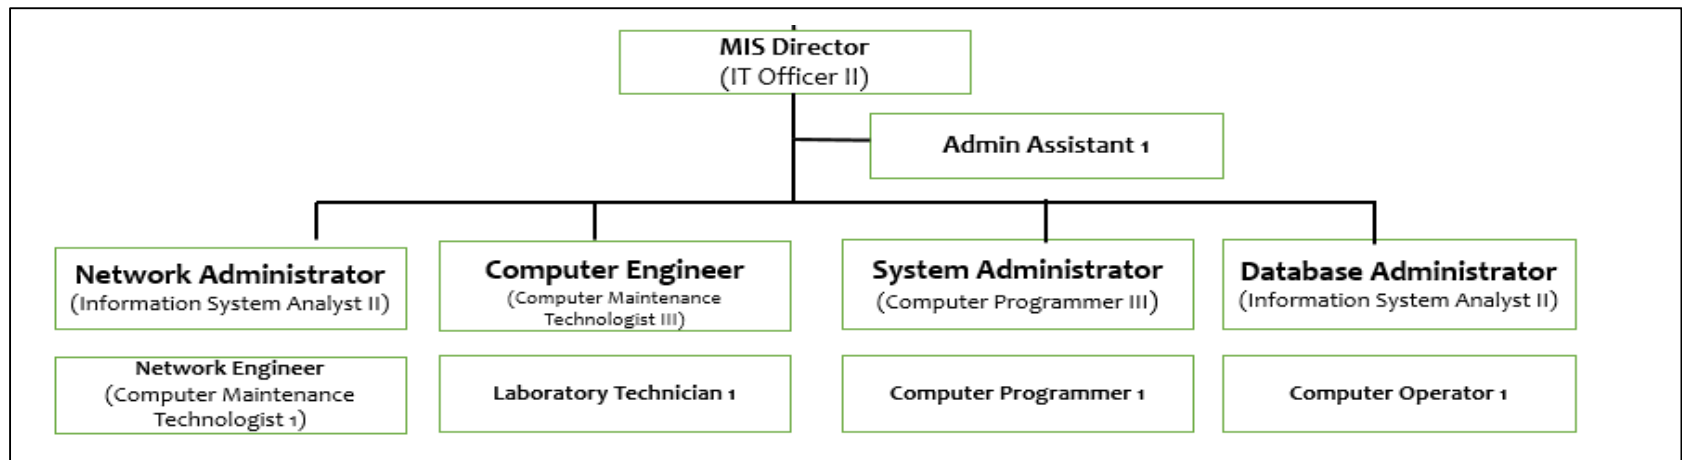 MIS Director
(IT Officer II)
Admin Assistant 1
Network Administrator
(Information System Analyst II)
Computer Engineer
(Computer Maintenance
Technologist III)
System Administrator
(Computer Programmer III)
Database Administrator
(Information System Analyst II)
Network Engineer
(Computer Maintenance
Technologist 1)
Laboratory Technician 1
Computer Programmer 1
Computer Operator 1